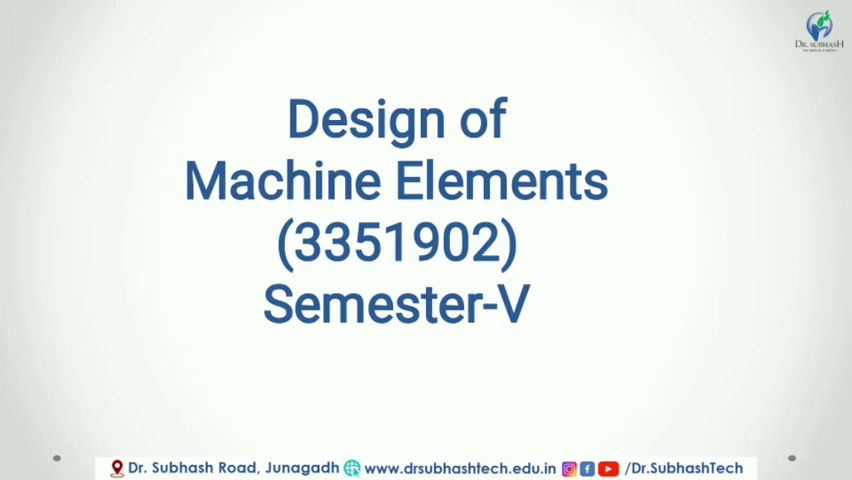 DR. SUBHASH
Design of
Machine Elements
(3351902)
Semester-V
Dr. Subhash Road, Junagadh www.drsubhashtech.edu.in /Dr.SubhashTech